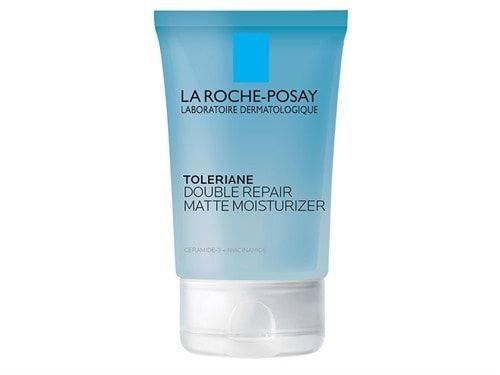 LA ROCHE-POSAY
LABORATOIRE DERMATOLOGIQUE
TOLERIANE
DOUBLE REPAIR
MATTE MOISTURIZER
CERAMIDE-3 + NIACINAMIDE